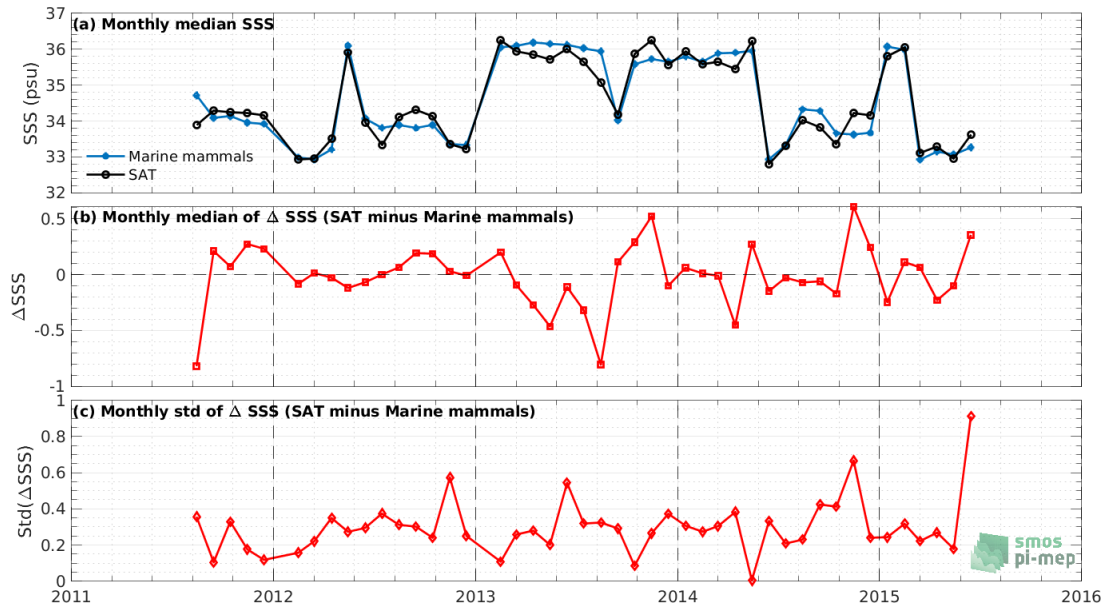 (a) Monthly median SSS
37
36
35
34
33
32
SSS (psu)
Marine mammals
SAT
(b) Monthly median of Δ SSS (SAT minus Marine mammals)
0.5
0
-0.5
-1
ΔSSS
(c) Monthly std of Δ SSS (SAT minus Marine mammals)
1
0.8
0.6
0.4
0.2
0
Std(ΔSSS)
smos
pi-mep
2011 2012 2013 2014 2015 2016